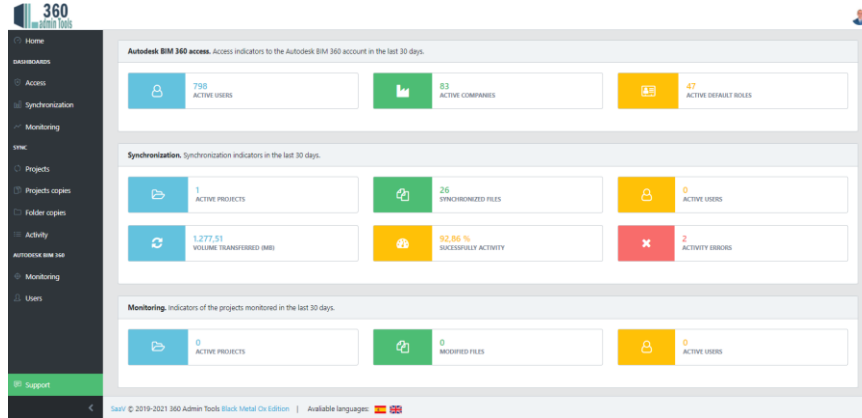 360
admin Tools
Home
DASHBOARDS
Access
Synchronization
Monitoring
SYNC
Projects
Projects copies
Folder copies
Activity
AUTODESK BIM 360
Monitoring
Users
Support
Autodesk BIM 360 access. Access indicators to the Autodesk BIM 360 account in the last 30 days.
798
ACTIVE USERS
83
ACTIVE COMPANIES
47
ACTIVE DEFAULT ROLES
Synchronization. Synchronization indicators in the last 30 days.
1
ACTIVE PROJECTS
26
SYNCHRONIZED FILES
0
ACTIVE USERS
1.277,51
VOLUME TRANSFERRED (MB)
92,86 %
SUCESSFULLY ACTIVITY
2
ACTIVITY ERRORS
Monitoring. Indicators of the projects monitored in the last 30 days.
0
ACTIVE PROJECTS
0
MODIFIED FILES
0
ACTIVE USERS
SaaV © 2019-2021 360 Admin Tools Black Metal Ox Edition | Avaliable languages: